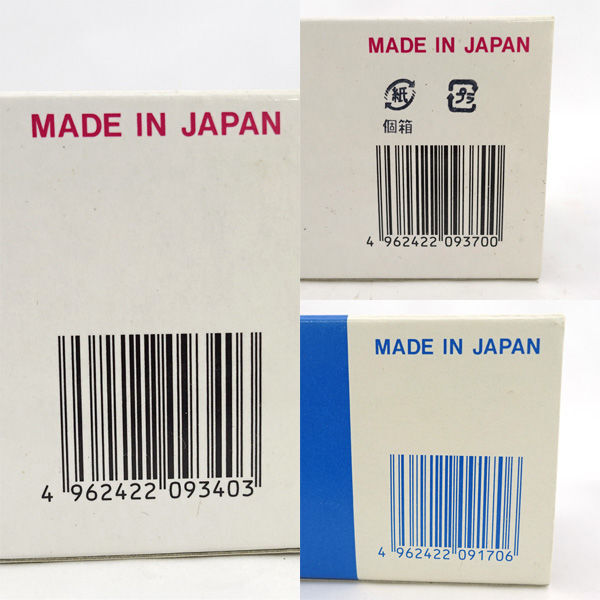 MADE IN JAPAN
4 962422 093403
MADE IN JAPAN
紙 プラ
個箱
4 962422 093700
MADE IN JAPAN
4 962422 091706